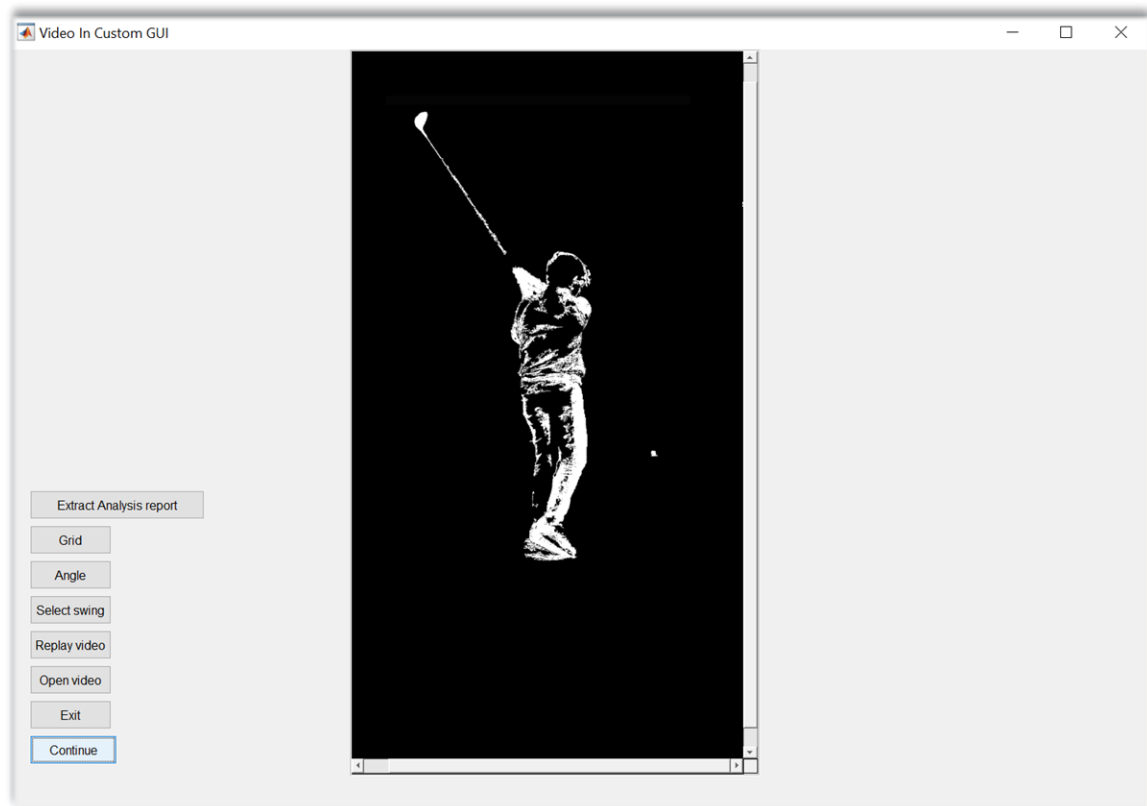 Video In Custom GUI
Extract Analysis report
Grid
Angle
Select swing
Replay video
Open video
Exit
Continue